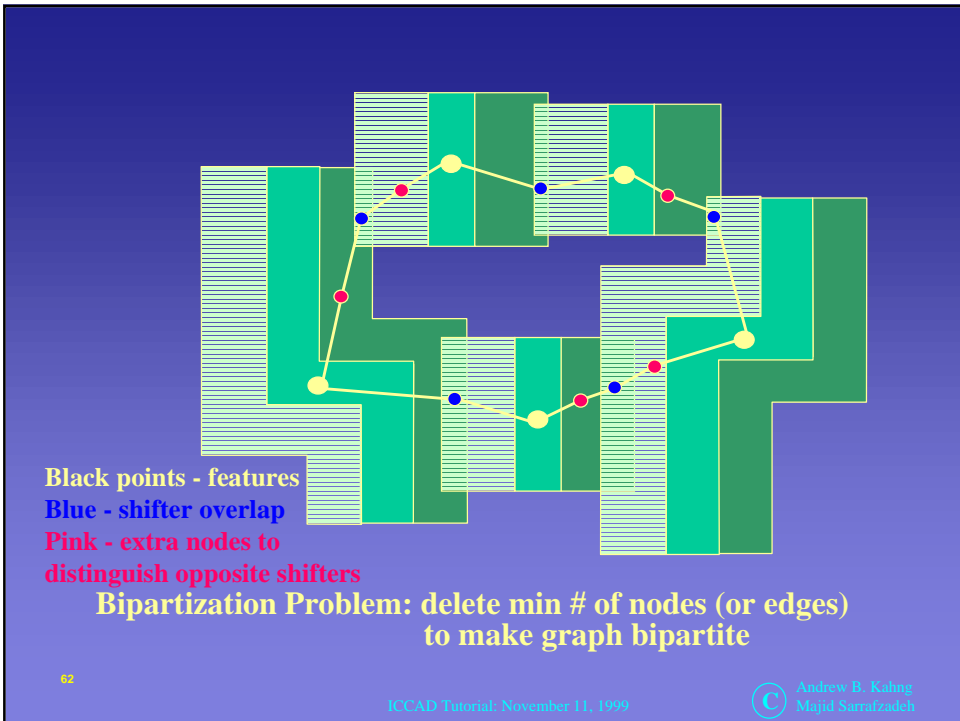 Black points - features
Blue - shifter overlap
Pink - extra nodes to
distinguish opposite shifters
Bipartization Problem: delete min # of nodes (or edges)
to make graph bipartite
62
ICCAD Tutorial: November 11, 1999
C
Andrew B. Kahng
Majid Sarrafzadeh